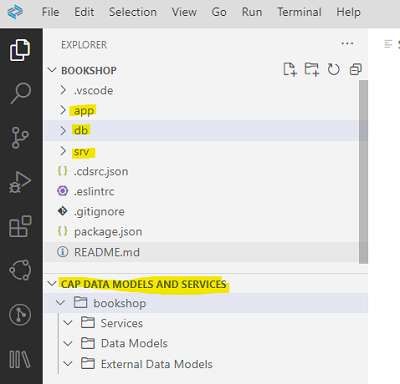 File Edit Selection View Go Run Terminal Help
EXPLORER
BOOKSHOP
.vscode
app
db
srv
{} .cdsrc.json
.eslintrc
.gitignore
{} package.json
README.md
CAP DATA MODELS AND SERVICES
bookshop
Services
Data Models
External Data Models